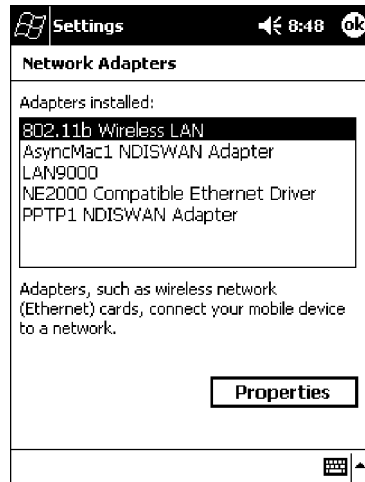 Settings 8:48 ok
Network Adapters
Adapters installed:
802.11b Wireless LAN
AsyncMac1 NDISWAN Adapter
LAN9000
NE2000 Compatible Ethernet Driver
PPTP1 NDISWAN Adapter
Adapters, such as wireless network
(Ethernet) cards, connect your mobile device
to a network.
Properties